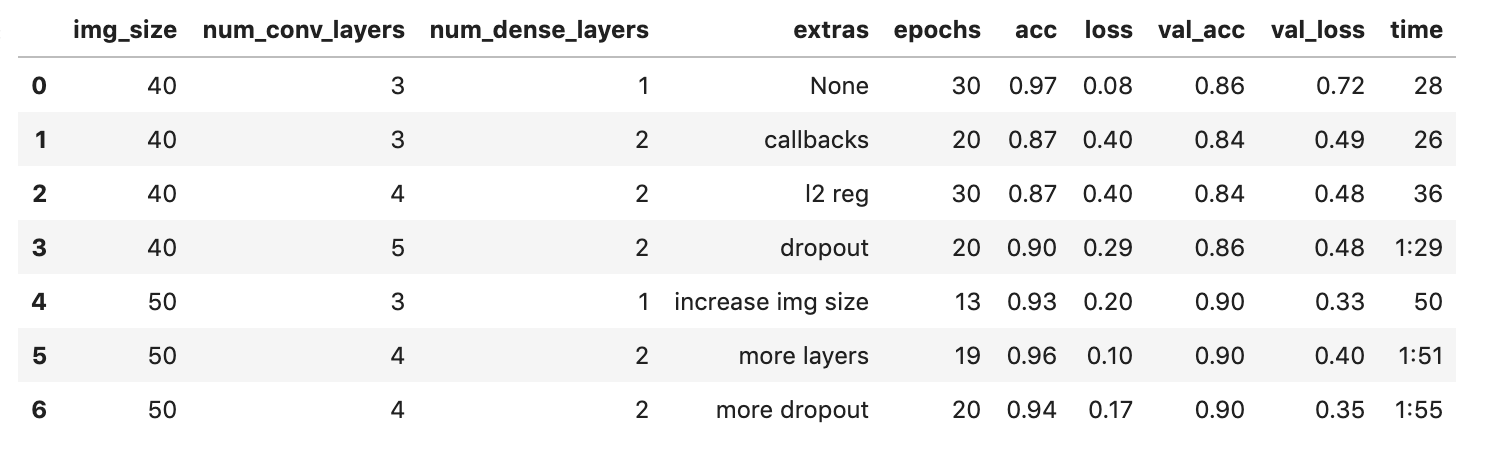 img_size num_conv_layers num_dense_layers extras epochs acc loss val_acc val_loss time
0 40 3 1 None 30 0.97 0.08 0.86 0.72 28
1 40 3 2 callbacks 20 0.87 0.40 0.84 0.49 26
2 40 4 2 l2 reg 30 0.87 0.40 0.84 0.48 36
3 40 5 2 dropout 20 0.90 0.29 0.86 0.48 1:29
4 50 3 1 increase img size 13 0.93 0.20 0.90 0.33 50
5 50 4 2 more layers 19 0.96 0.10 0.90 0.40 1:51
6 50 4 2 more dropout 20 0.94 0.17 0.90 0.35 1:55